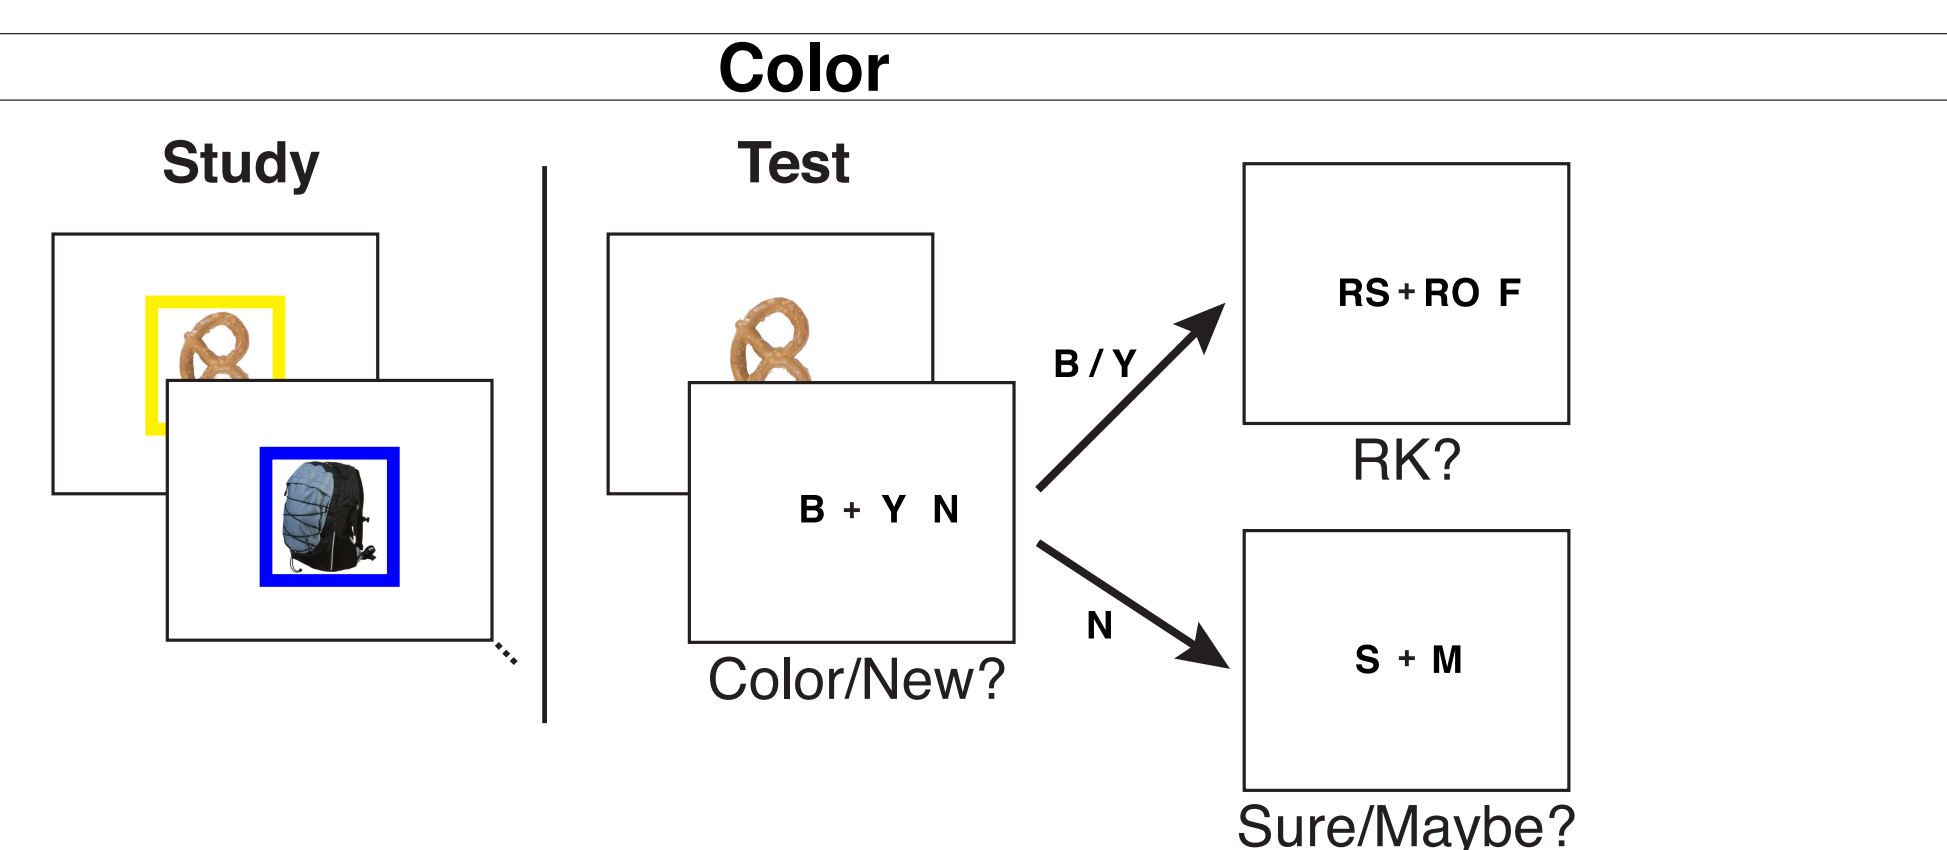 Color
Study
Test
B + Y N
Color/New?
B / Y
N
RS + RO F
RK?
S + M
Sure/Maybe?